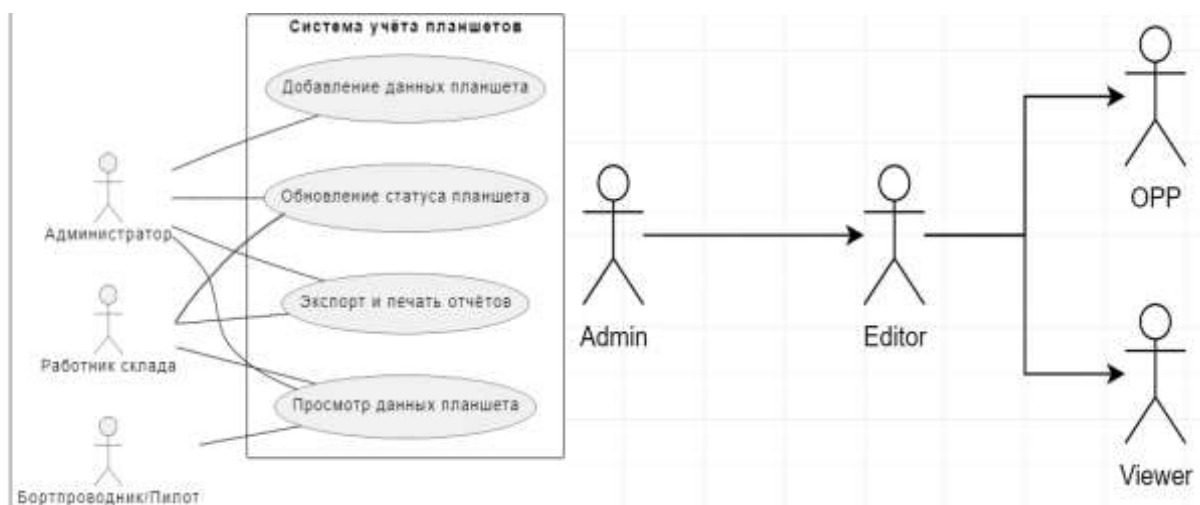 Система учёта планшетов
Добавление данных планшета
Обновление статуса планшета
Экспорт и печать отчётов
Просмотр данных планшета
Администратор
Работник склада
Бортпроводник/Пилот
Admin
Editor
OPP
Viewer